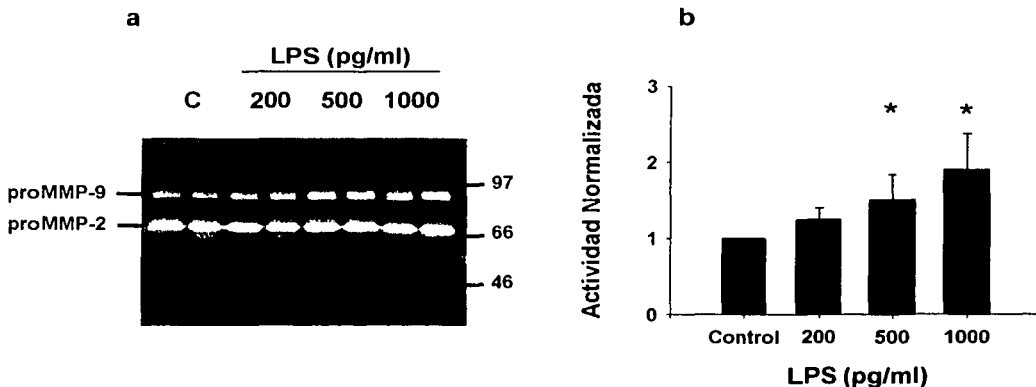 a
LPS (pg/ml)
C 200 500 1000
proMMP-9
proMMP-2
97
66
46
b
Actividad Normalizada
3
2
1
0
* *
Control 200 500 1000
LPS (pg/ml)